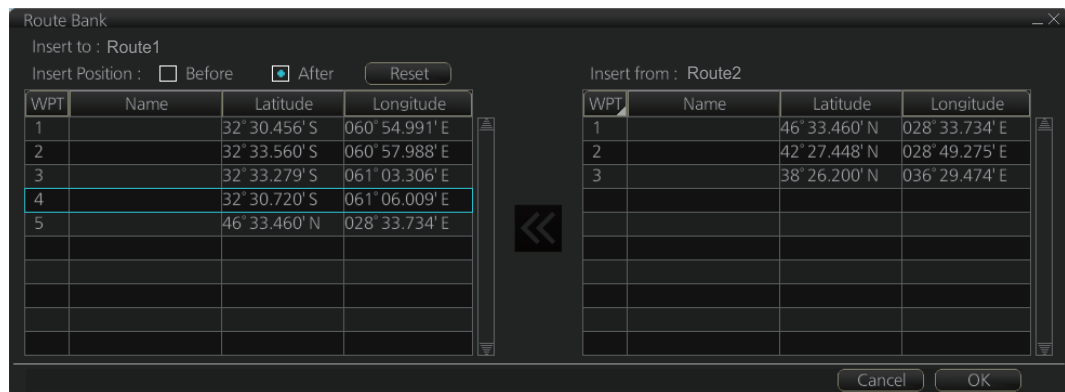 Route Bank
Insert to : Route1
Insert Position : Before After Reset Insert from : Route2
WPT Name Latitude Longitude WPT Name Latitude Longitude
1 32° 30.456' S 060° 54.991' E 1 46° 33.460' N 028° 33.734' E
2 32° 33.560' S 060° 57.988' E 2 42° 27.448' N 028° 49.275' E
3 32° 33.279' S 061° 03.306' E 3 38° 26.200' N 036° 29.474' E
4 32° 30.720' S 061° 06.009' E
5 46° 33.460' N 028° 33.734' E
Cancel OK